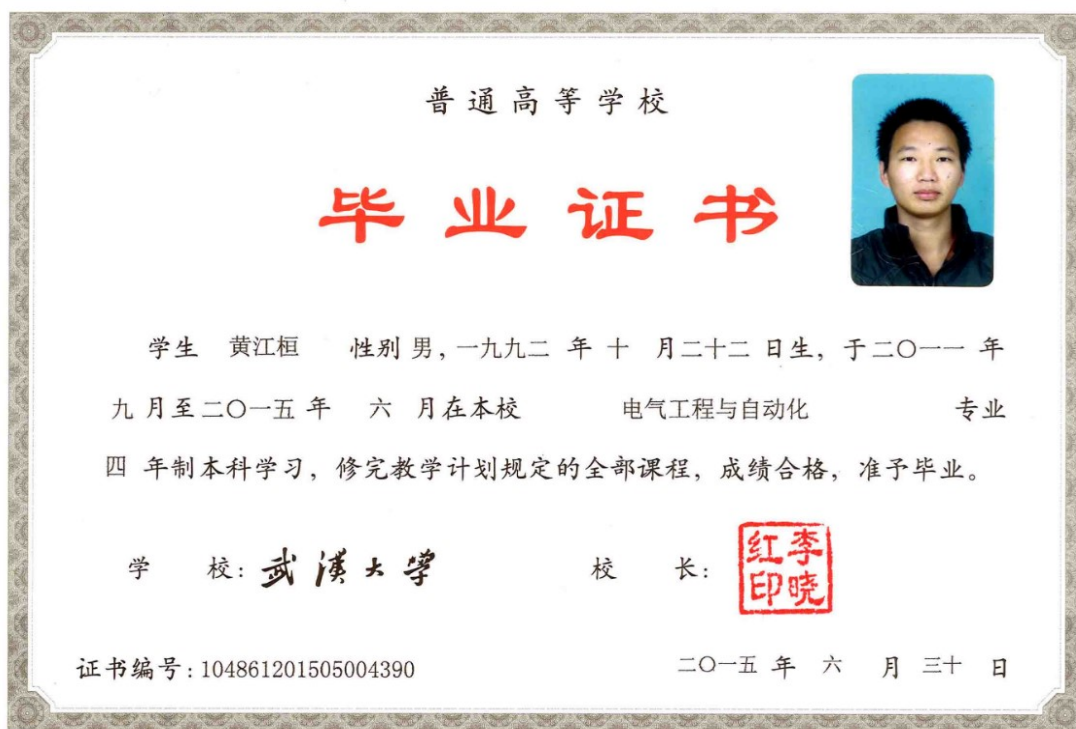 普通高等学校
毕业证书
学生 黄江桓 性别 男，一九九二 年 十 月二十二 日生，于二〇一一 年
九 月至二〇一五 年 六 月在本校 电气工程与自动化 专业
四 年制本科学习，修完教学计划规定的全部课程，成绩合格，准予毕业。
学 校：武汉大学 校 长：李晓红印
证书编号：104861201505004390 二〇一五 年 六 月 三十 日